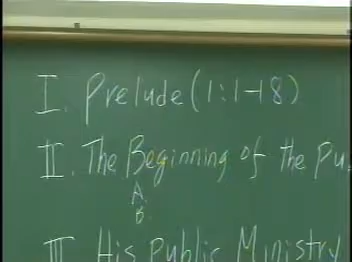 I. Prelude (1:1-18)
II. The Beginning of the Pu
A.
B.
III His Public Ministry